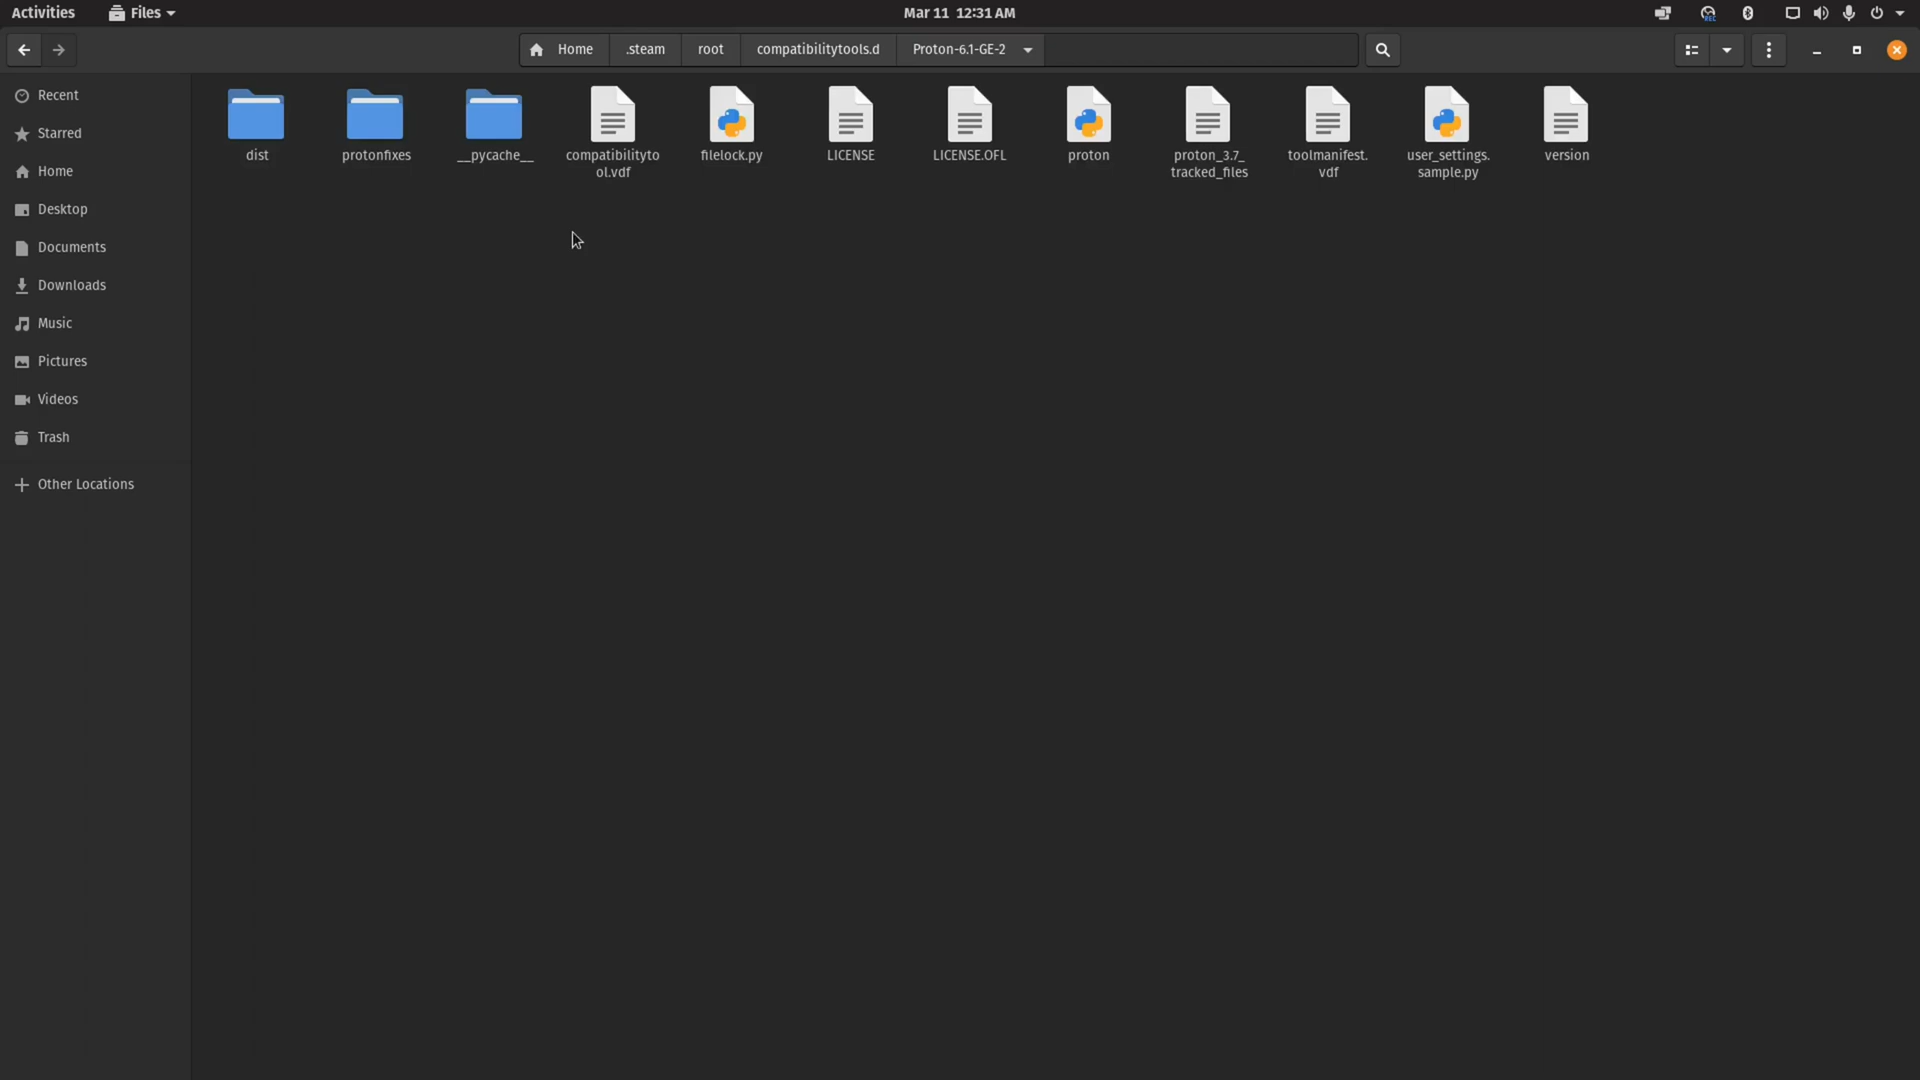 Activities
Files
Mar 11 12:31 AM
REC
Home
.steam
root
compatibilitytools.d
Proton-6.1-GE-2
Recent
Starred
Home
Desktop
Documents
Downloads
Music
Pictures
Videos
Trash
Other Locations
dist
protonfixes
__pycache__
compatibilityto
ol.vdf
filelock.py
LICENSE
LICENSE.OFL
proton
proton_3.7_
tracked_files
toolmanifest.
vdf
user_settings.
sample.py
version